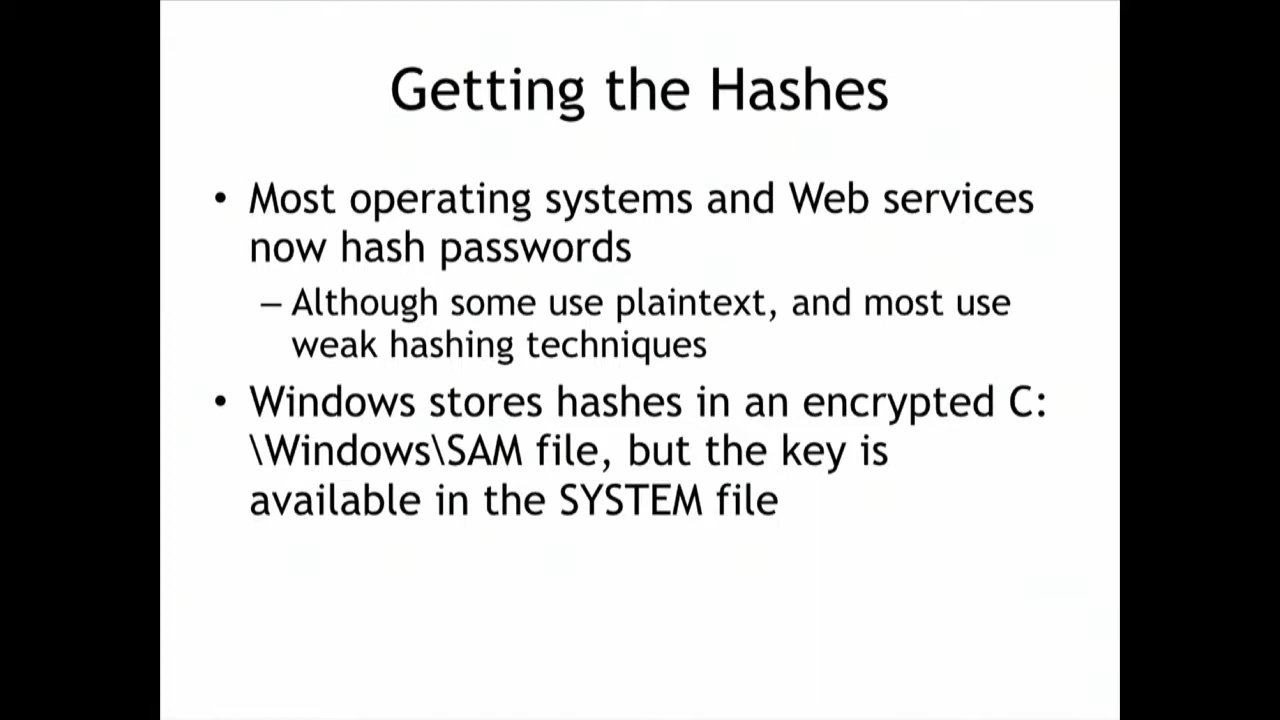 Getting the Hashes
• Most operating systems and Web services
now hash passwords
– Although some use plaintext, and most use
weak hashing techniques
• Windows stores hashes in an encrypted C:
\Windows\SAM file, but the key is
available in the SYSTEM file